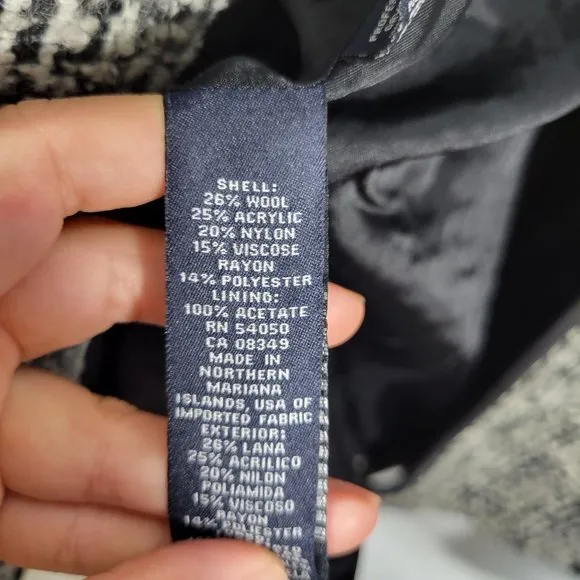 SHELL:
26% WOOL
25% ACRYLIC
20% NYLON
15% VISCOSE
RAYON
14% POLYESTER
LINING:
100% ACETATE
RN 54050
CA 08349
MADE IN
NORTHERN
MARIANA
ISLANDS, USA OF
IMPORTED FABRIC
EXTERIOR:
26% LANA
25% ACRILICO
20% NILON
POLIAMIDA
15% VISCOSO
RAYON
14% POLYESTER